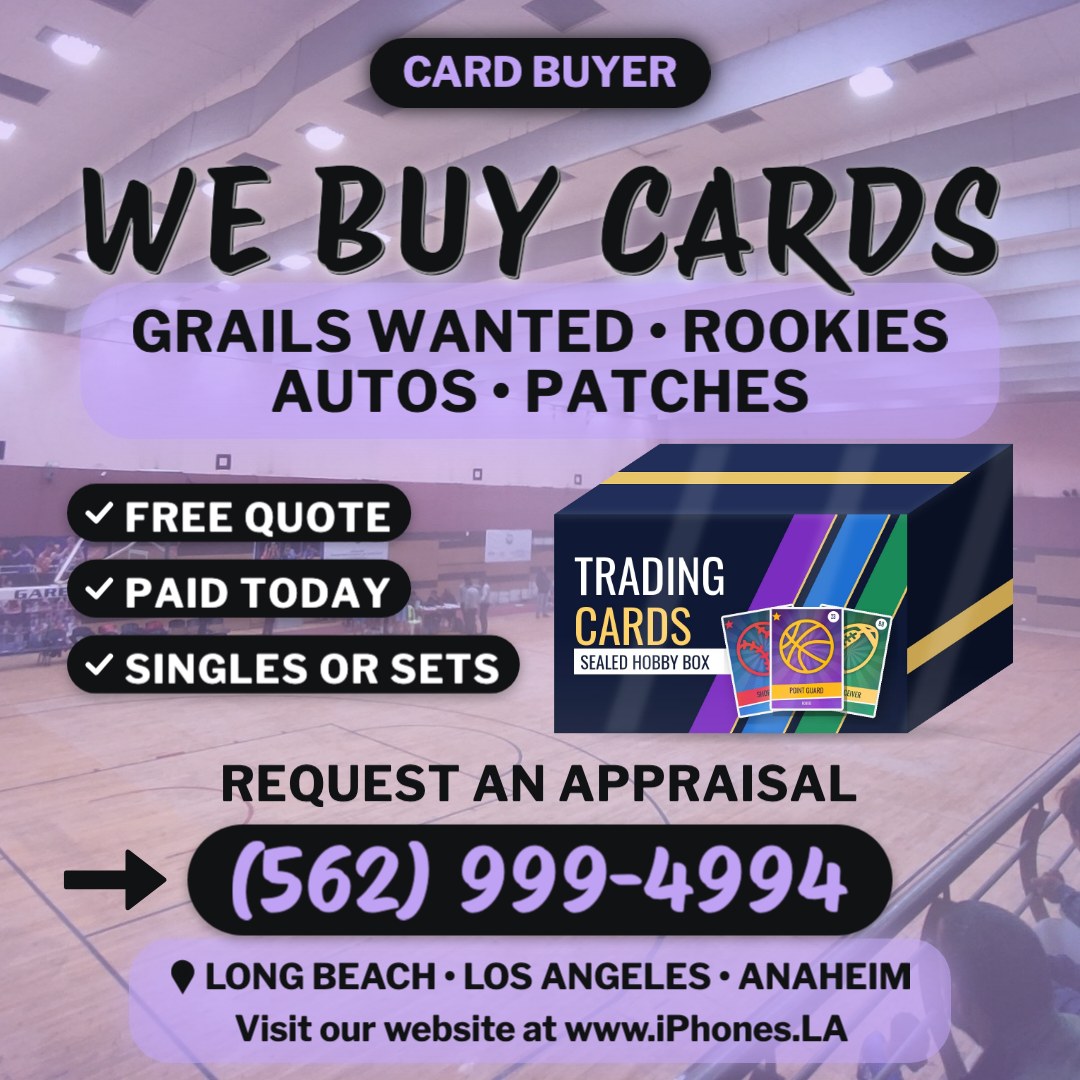 CARD BUYER
WE BUY CARDS
GRAILS WANTED • ROOKIES
AUTOS • PATCHES
✓ FREE QUOTE
✓ PAID TODAY
✓ SINGLES OR SETS
TRADING
CARDS
SEALED HOBBY BOX
POINT GUARD
REQUEST AN APPRAISAL
(562) 999-4994
LONG BEACH • LOS ANGELES • ANAHEIM
Visit our website at www.iPhones.LA